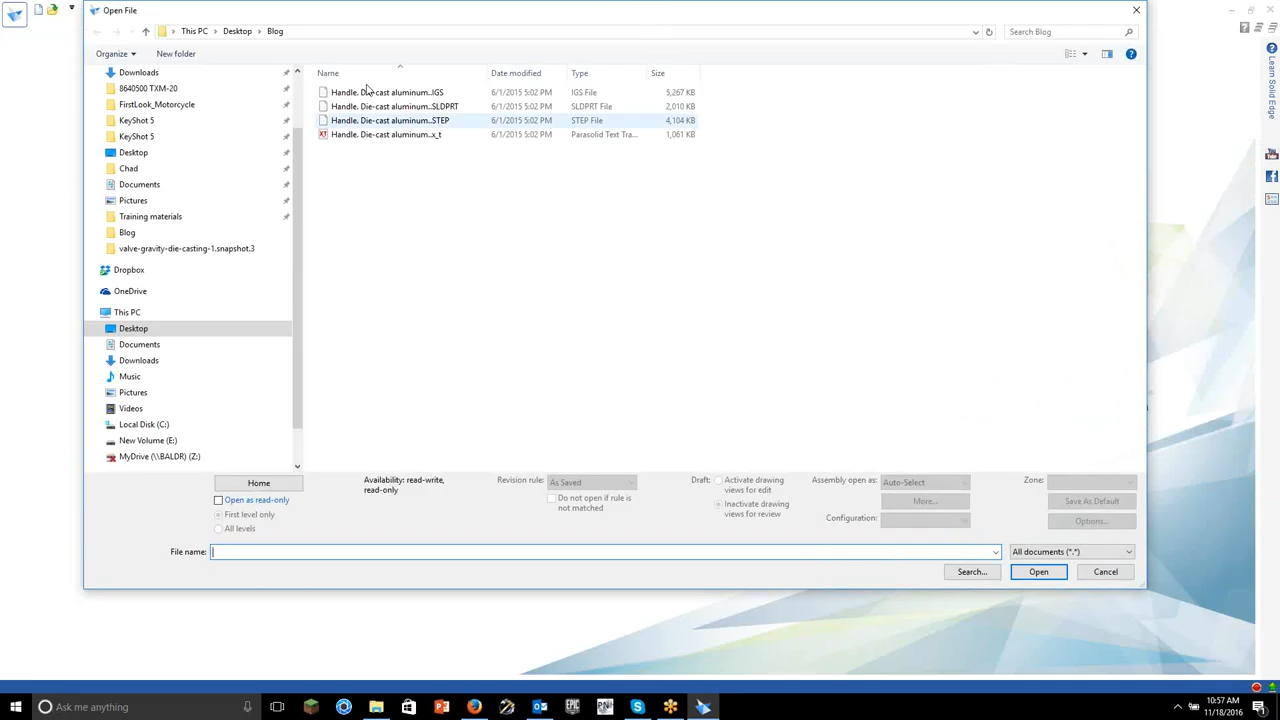 Open File
This PC > Desktop > Blog
Search Blog
Organize
New folder
Name
Date modified
Type
Size
Downloads
8640500 TXM-20
FirstLook_Motorcycle
KeyShot 5
KeyShot 5
Desktop
Chad
Documents
Pictures
Training materials
Blog
valve-gravity-die-casting-1.snapshot.3
Dropbox
OneDrive
This PC
Desktop
Documents
Downloads
Music
Pictures
Videos
Local Disk (C:)
New Volume (E:)
MyDrive (\\BALDR) (Z:)
Handle. Die-cast aluminum..IGS 6/1/2015 5:02 PM IGS File 5,267 KB
Handle. Die-cast aluminum..SLDPRT 6/1/2015 5:02 PM SLDPRT File 2,010 KB
Handle. Die-cast aluminum..STEP 6/1/2015 5:02 PM STEP File 4,104 KB
Handle. Die-cast aluminum..x_t 6/1/2015 5:02 PM Parasolid Text Tra... 1,061 KB
Home
Open as read-only
First level only
All levels
Availability: read-write,
read-only
Revision rule:
As Saved
Do not open if rule is
not matched
Draft:
Activate drawing
views for edit
Inactivate drawing
views for review
Assembly open as:
Auto-Select
More...
Configuration:
Zone:
Save As Default
Options...
File name:
All documents (*.*)
Search...
Open
Cancel
Learn Solid Edge
You Tube
Ask me anything
10:57 AM
11/18/2016